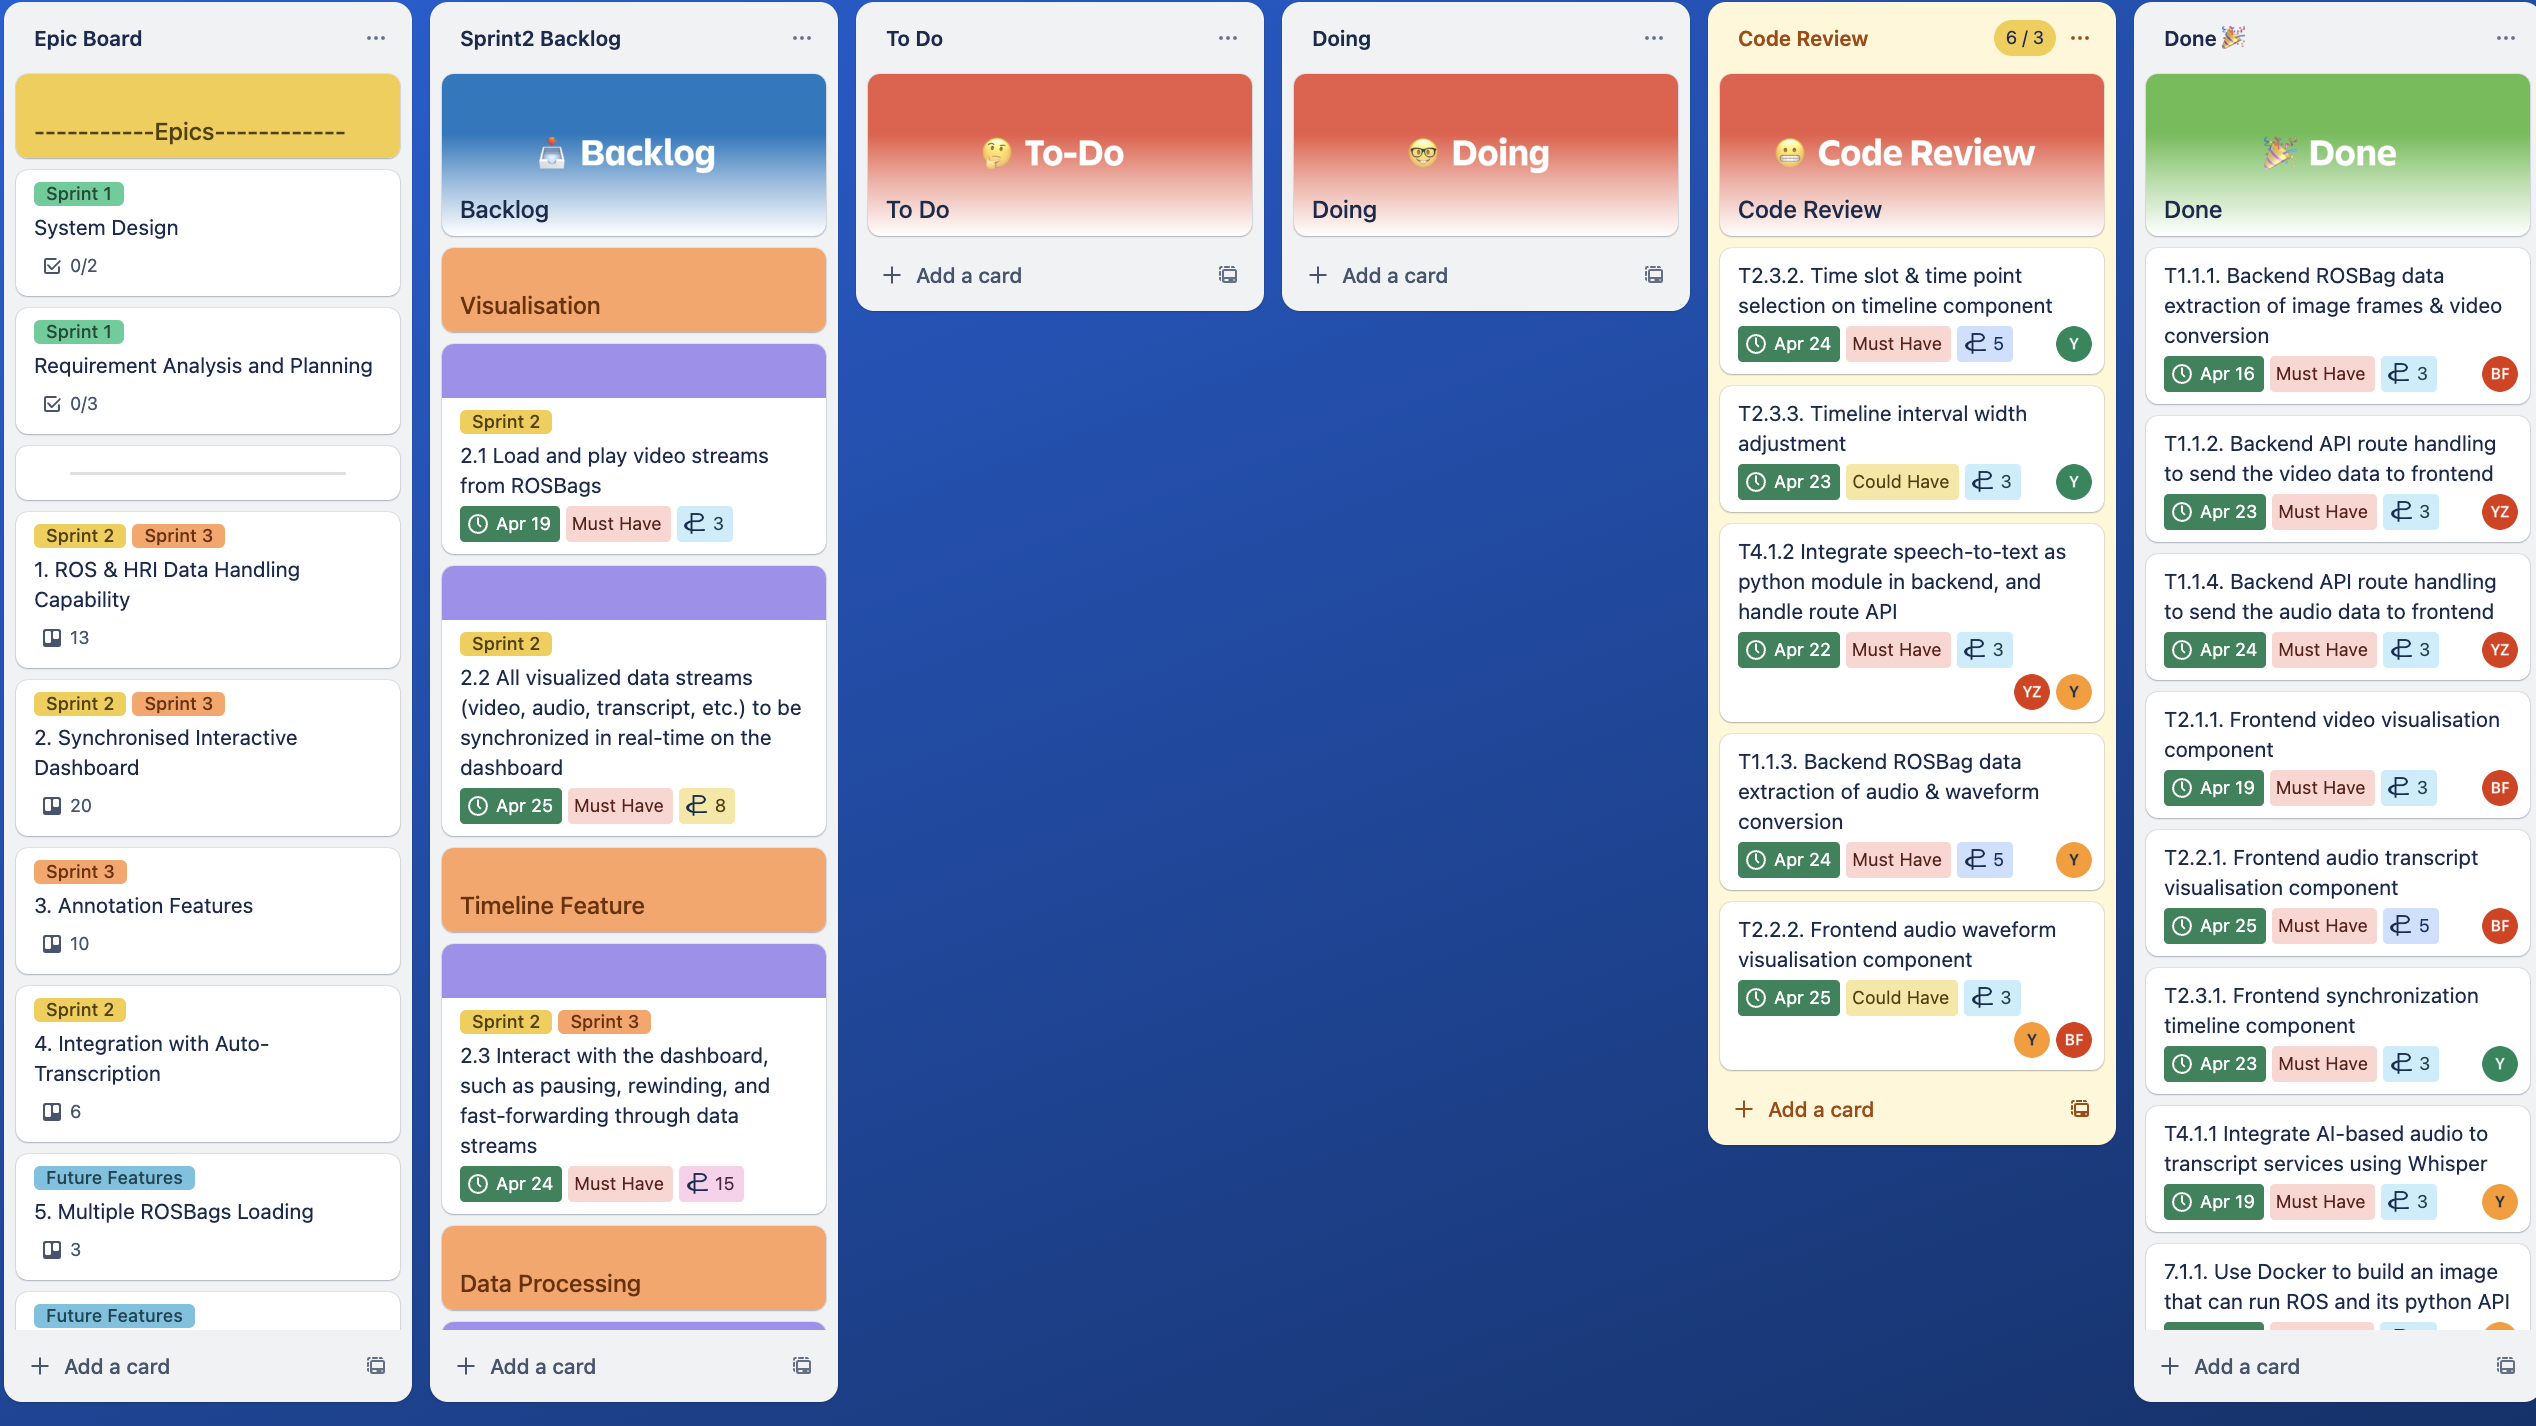 Epic Board
-----------Epics------------
Sprint 1
System Design
0/2
Sprint 1
Requirement Analysis and Planning
0/3
Sprint 2 Sprint 3
1. ROS & HRI Data Handling
Capability
13
Sprint 2 Sprint 3
2. Synchronised Interactive
Dashboard
20
Sprint 3
3. Annotation Features
10
Sprint 2
4. Integration with Auto-
Transcription
6
Future Features
5. Multiple ROSBags Loading
3
Future Features
Add a card
Sprint2 Backlog
Backlog
Backlog
Visualisation
Sprint 2
2.1 Load and play video streams
from ROSBags
Apr 19 Must Have 3
Sprint 2
2.2 All visualized data streams
(video, audio, transcript, etc.) to be
synchronized in real-time on the
dashboard
Apr 25 Must Have 8
Timeline Feature
Sprint 2 Sprint 3
2.3 Interact with the dashboard,
such as pausing, rewinding, and
fast-forwarding through data
streams
Apr 24 Must Have 15
Data Processing
Add a card
To Do
To-Do
To Do
Add a card
Doing
Doing
Doing
Add a card
Code Review 6 / 3
Code Review
Code Review
T2.3.2. Time slot & time point
selection on timeline component
Apr 24 Must Have 5 Y
T2.3.3. Timeline interval width
adjustment
Apr 23 Could Have 3 Y
T4.1.2 Integrate speech-to-text as
python module in backend, and
handle route API
Apr 22 Must Have 3
YZ Y
T1.1.3. Backend ROSBag data
extraction of audio & waveform
conversion
Apr 24 Must Have 5 Y
T2.2.2. Frontend audio waveform
visualisation component
Apr 25 Could Have 3
Y BF
Add a card
Done
Done
Done
T1.1.1. Backend ROSBag data
extraction of image frames & video
conversion
Apr 16 Must Have 3 BF
T1.1.2. Backend API route handling
to send the video data to frontend
Apr 23 Must Have 3 YZ
T1.1.4. Backend API route handling
to send the audio data to frontend
Apr 24 Must Have 3 YZ
T2.1.1. Frontend video visualisation
component
Apr 19 Must Have 3 BF
T2.2.1. Frontend audio transcript
visualisation component
Apr 25 Must Have 5 BF
T2.3.1. Frontend synchronization
timeline component
Apr 23 Must Have 3 Y
T4.1.1 Integrate AI-based audio to
transcript services using Whisper
Apr 19 Must Have 3 Y
7.1.1. Use Docker to build an image
that can run ROS and its python API
Add a card